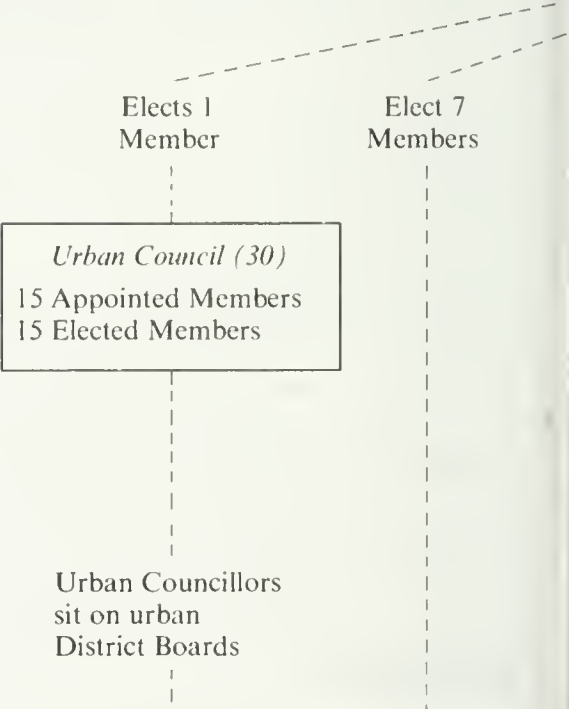 Elects 1
Member
Elect 7
Members
Urban Council (30)
15 Appointed Members
15 Elected Members
Urban Councillors
sit on urban
District Boards